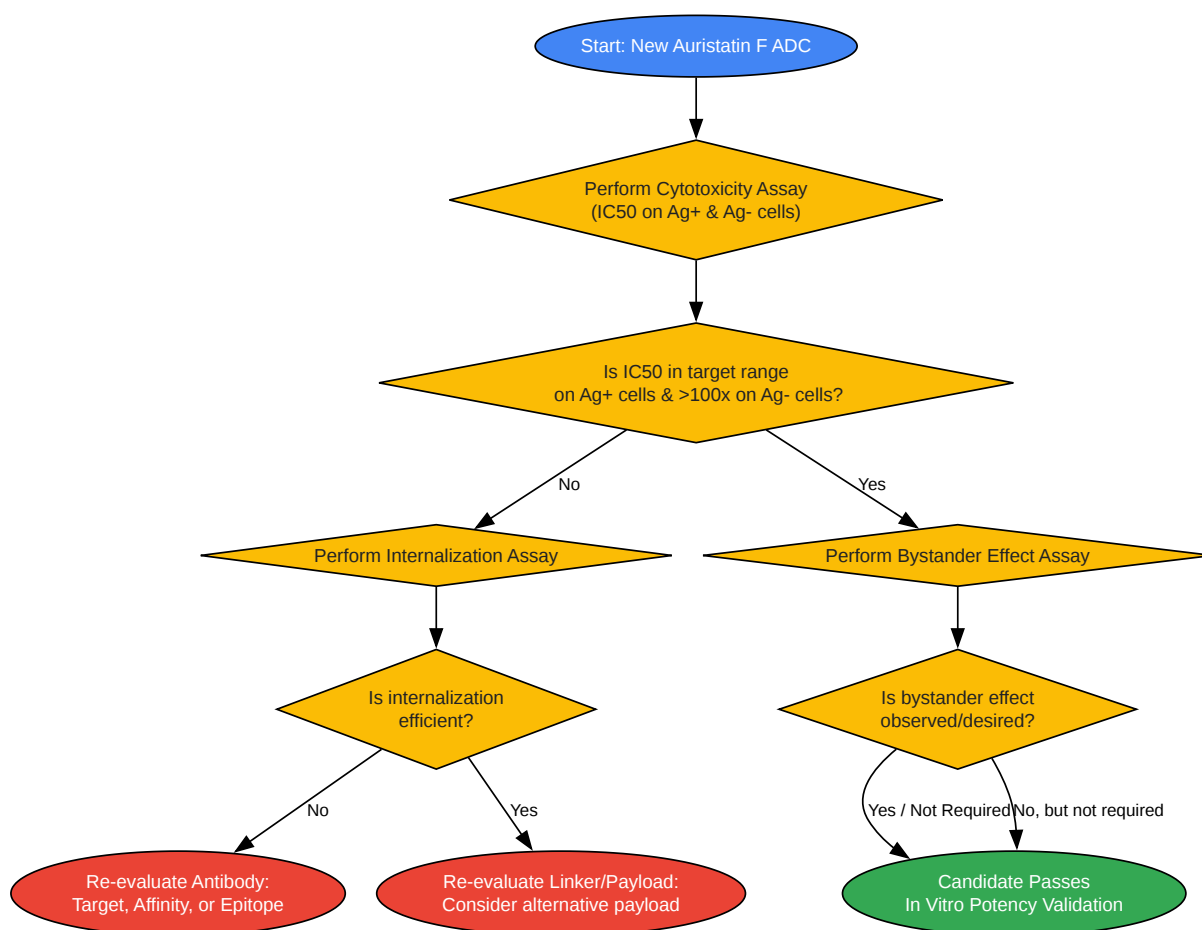 Start: New Auristatin F ADC
Perform Cytotoxicity Assay
(IC50 on Ag+ & Ag- cells)
Is IC50 in target range
on Ag+ cells & >100x on Ag- cells?
No
Yes
Perform Internalization Assay
Perform Bystander Effect Assay
Is internalization
efficient?
Is bystander effect
observed/desired?
No
Yes
Yes / Not Required
No, but not required
Re-evaluate Antibody:
Target, Affinity, or Epitope
Re-evaluate Linker/Payload:
Consider alternative payload
Candidate Passes
In Vitro Potency Validation